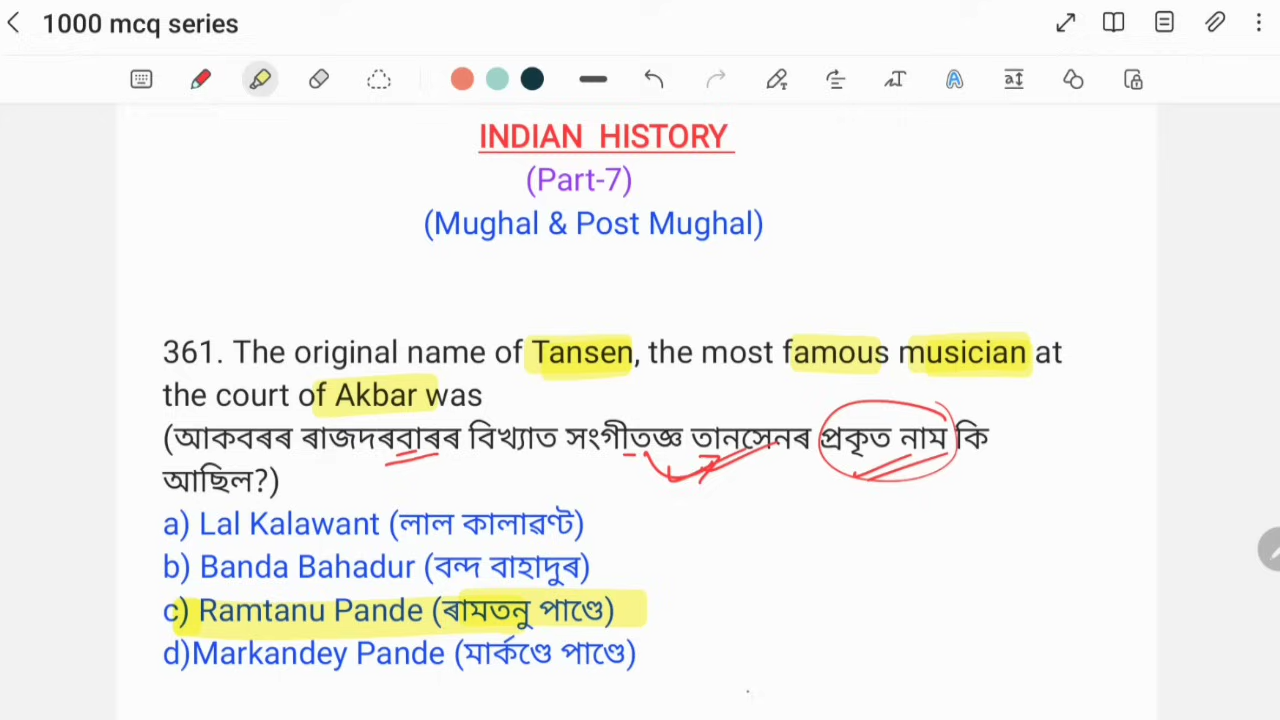 1000 mcq series
INDIAN HISTORY
(Part-7)
(Mughal & Post Mughal)
361. The original name of Tansen, the most famous musician at
the court of Akbar was
(আকবৰৰ ৰাজদৰবাৰৰ বিখ্যাত সংগীতজ্ঞ তানসেনৰ প্ৰকৃত নাম কি
আছিল?)
a) Lal Kalawant (লাল কালাৱণ্ট)
b) Banda Bahadur (বন্দ বাহাদুৰ)
c) Ramtanu Pande (ৰামতনু পাণ্ডে)
d)Markandey Pande (মাৰ্কণ্ডে পাণ্ডে)